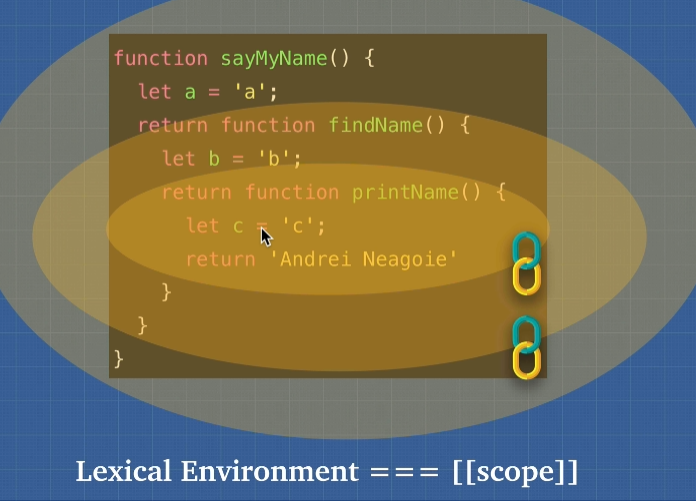 function sayMyName() {
let a = 'a';
return function findName() {
let b = 'b';
return function printName() {
let c = 'c';
return 'Andrei Neagoie'
}
}
}
Lexical Environment === [[scope]]